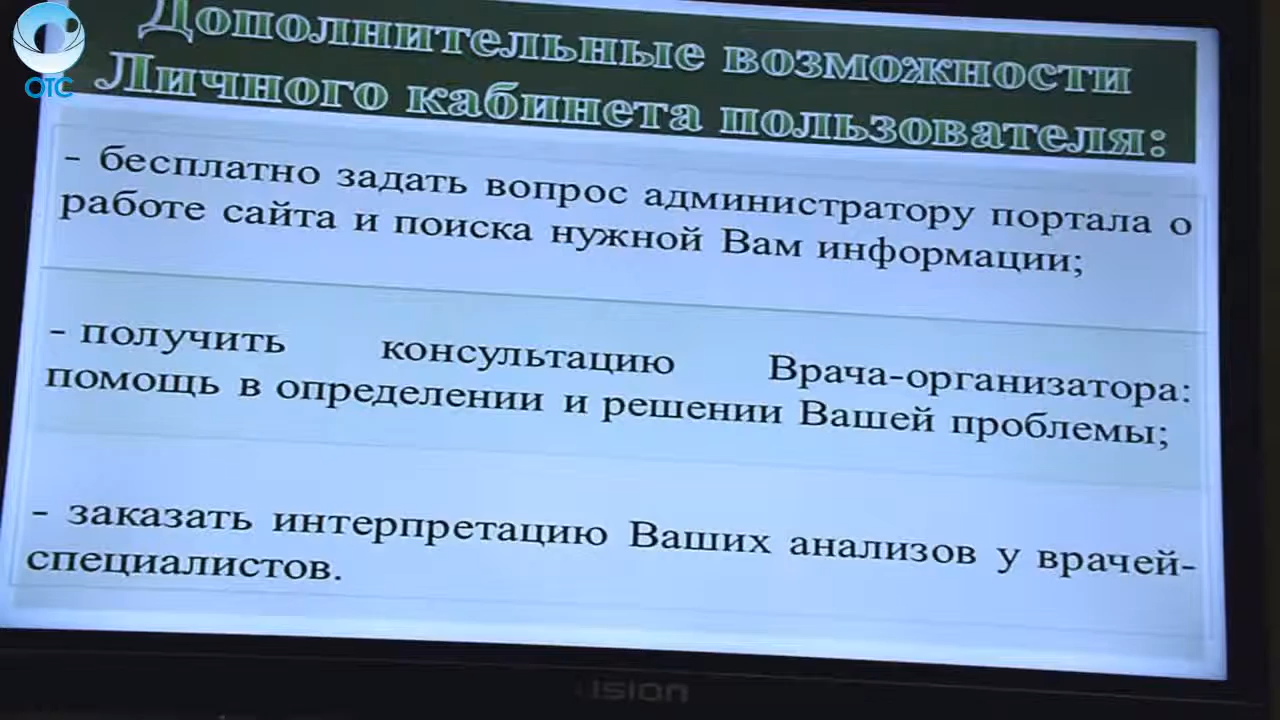 ОТС
Дополнительные возможности
Личного кабинета пользователя:
- бесплатно задать вопрос администратору портала о
работе сайта и поиска нужной Вам информации;
- получить консультацию Врача-организатора:
помощь в определении и решении Вашей проблемы;
- заказать интерпретацию Ваших анализов у врачей-
специалистов.